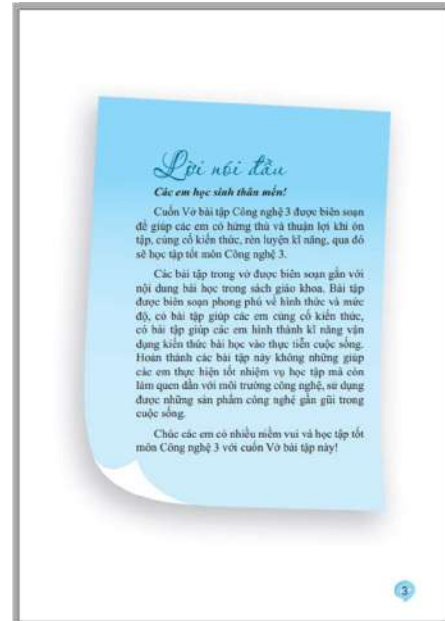 Lời nói đầu
Các em học sinh thân mến!
Cuốn Vở bài tập Công nghệ 3 được biên soạn
để giúp các em có hứng thú và thuận lợi khi ôn
tập, củng cố kiến thức, rèn luyện kĩ năng, qua đó
sẽ học tập tốt môn Công nghệ 3.
Các bài tập trong vở được biên soạn gắn với
nội dung bài học trong sách giáo khoa. Bài tập
được biên soạn phong phú về hình thức và mức
độ, có bài tập giúp các em củng cố kiến thức,
có bài tập giúp các em hình thành kĩ năng vận
dụng kiến thức bài học vào thực tiễn cuộc sống.
Hoàn thành các bài tập này không những giúp
các em thực hiện tốt nhiệm vụ học tập mà còn
làm quen dần với môi trường công nghệ, sử dụng
được những sản phẩm công nghệ gần gũi trong
cuộc sống.
Chúc các em có nhiều niềm vui và học tập tốt
môn Công nghệ 3 với cuốn Vở bài tập này!
3